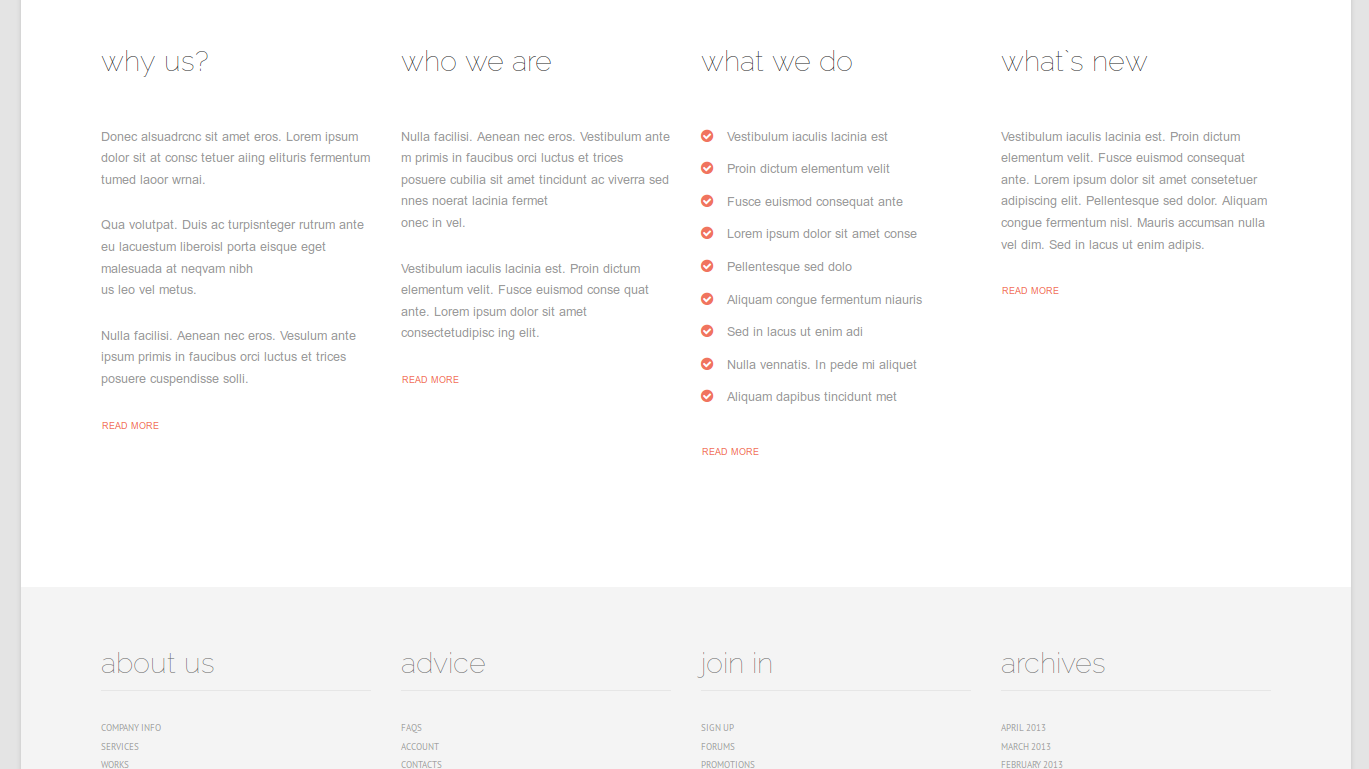 why us?
Donec alsuadrcnc sit amet eros. Lorem ipsum
dolor sit at consc tetuer aiing elituris fermentum
tumed laoor wrnai.
Qua volutpat. Duis ac turpisnteger rutrum ante
eu lacuestum liberoisl porta eisque eget
malesuada at neqvam nibh
us leo vel metus.
Nulla facilisi. Aenean nec eros. Vesulum ante
ipsum primis in faucibus orci luctus et trices
posuere cuspendisse solli.
READ MORE
who we are
Nulla facilisi. Aenean nec eros. Vestibulum ante
m primis in faucibus orci luctus et trices
posuere cubilia sit amet tincidunt ac viverra sed
nnes noerat lacinia fermet
onec in vel.
Vestibulum iaculis lacinia est. Proin dictum
elementum velit. Fusce euismod conse quat
ante. Lorem ipsum dolor sit amet
consectetudipisc ing elit.
READ MORE
what we do
Vestibulum iaculis lacinia est
Proin dictum elementum velit
Fusce euismod consequat ante
Lorem ipsum dolor sit amet conse
Pellentesque sed dolo
Aliquam congue fermentum niauris
Sed in lacus ut enim adi
Nulla vennatis. In pede mi aliquet
Aliquam dapibus tincidunt met
READ MORE
what`s new
Vestibulum iaculis lacinia est. Proin dictum
elementum velit. Fusce euismod consequat
ante. Lorem ipsum dolor sit amet consetetuer
adipiscing elit. Pellentesque sed dolor. Aliquam
congue fermentum nisl. Mauris accumsan nulla
vel dim. Sed in lacus ut enim adipis.
READ MORE
about us
COMPANY INFO
SERVICES
WORKS
advice
FAQS
ACCOUNT
CONTACTS
join in
SIGN UP
FORUMS
PROMOTIONS
archives
APRIL 2013
MARCH 2013
FEBRUARY 2013